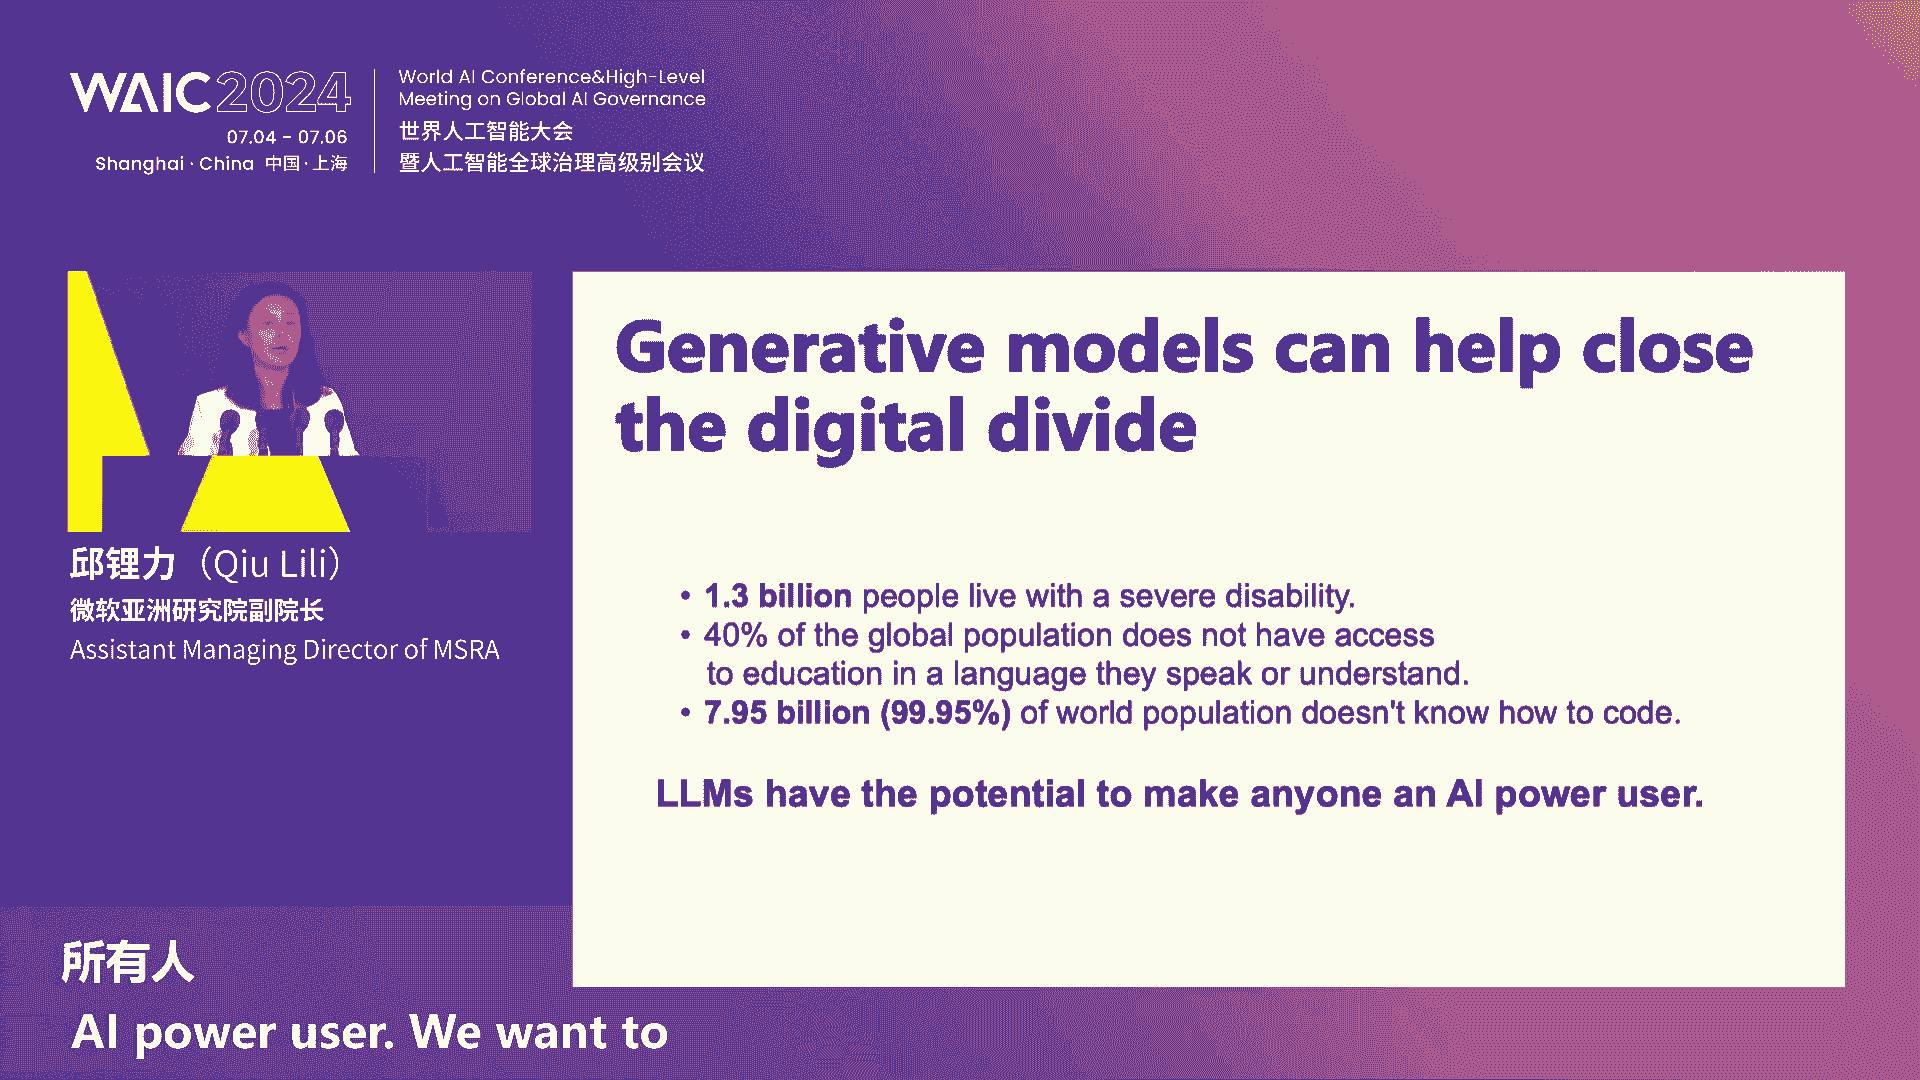 WAIC 2024
07.04 - 07.06
Shanghai · China 中国·上海
World AI Conference&High-Level
Meeting on Global AI Governance
世界人工智能大会
暨人工智能全球治理高级别会议
Generative models can help close
the digital divide
• 1.3 billion people live with a severe disability.
• 40% of the global population does not have access
to education in a language they speak or understand.
• 7.95 billion (99.95%) of world population doesn't know how to code.
LLMs have the potential to make anyone an AI power user.
邱锂力（Qiu Lili）
微软亚洲研究院副院长
Assistant Managing Director of MSRA
所有人
AI power user. We want to